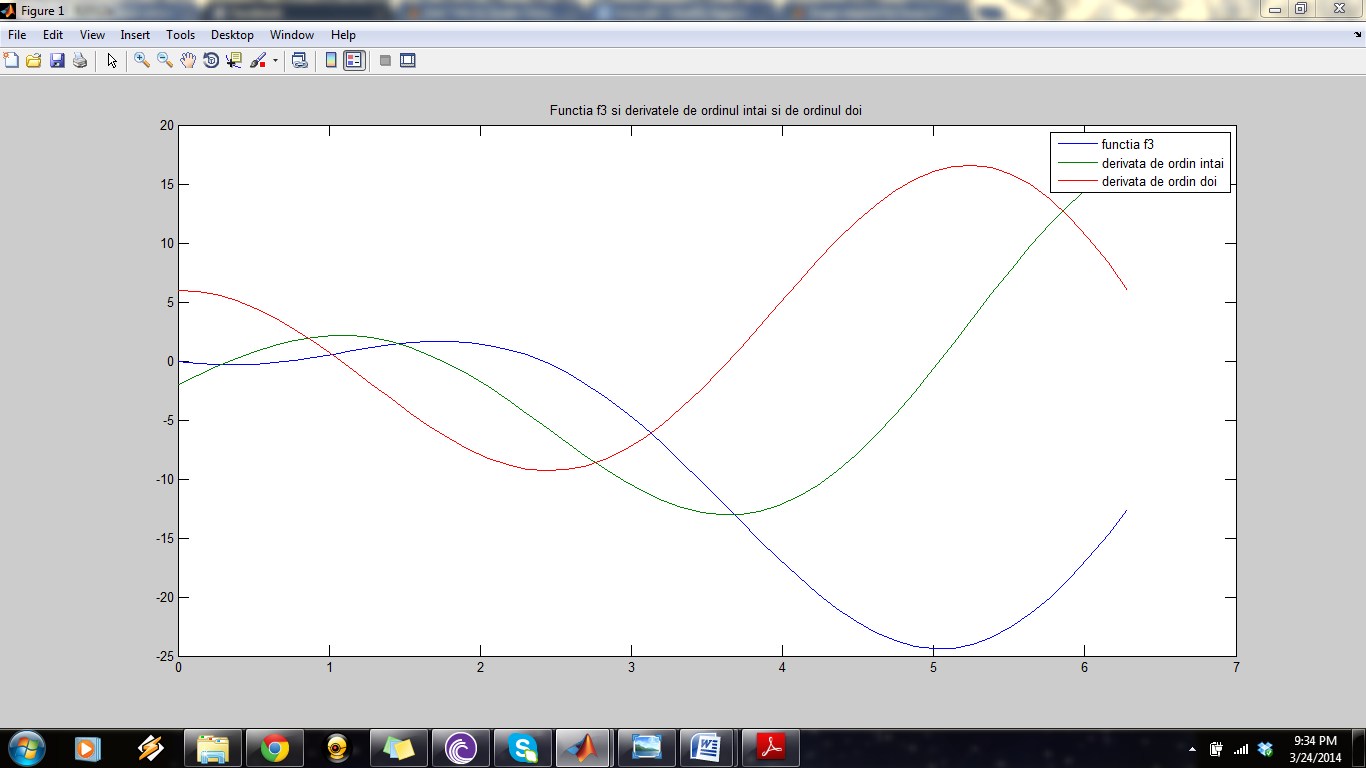 Figure 1
File Edit View Insert Tools Desktop Window Help
Functia f3 si derivatele de ordinul intai si de ordinul doi
20
15
10
5
0
-5
-10
-15
-20
-25
0 1 2 3 4 5 6 7
functia f3
derivata de ordin intai
derivata de ordin doi
9:34 PM
3/24/2014